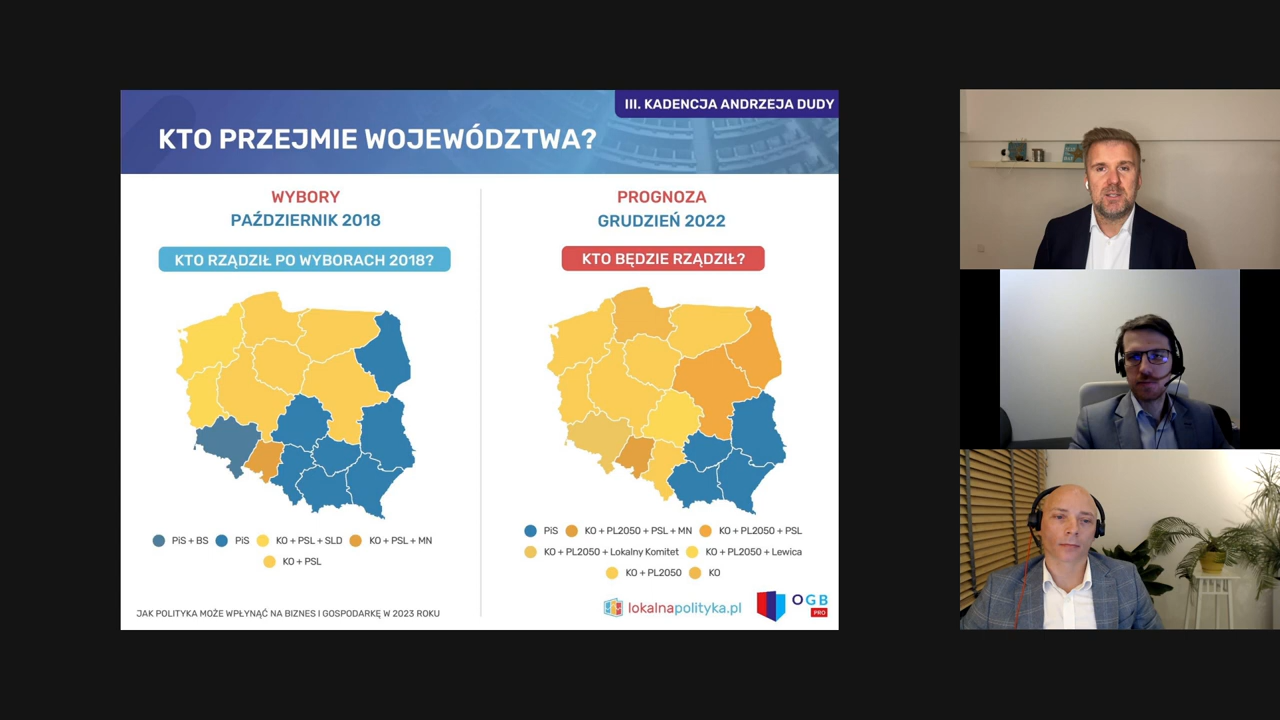 III. KADENCJA ANDRZEJA DUDY
KTO PRZEJMIE WOJEWÓDZTWA?
WYBORY
PAŹDZIERNIK 2018
KTO RZĄDZIŁ PO WYBORACH 2018?
PiS + BS
PiS
KO + PSL + SLD
KO + PSL + MN
KO + PSL
PROGNOZA
GRUDZIEŃ 2022
KTO BĘDZIE RZĄDZIŁ?
PiS
KO + PL2050 + PSL + MN
KO + PL2050 + PSL
KO + PL2050 + Lokalny Komitet
KO + PL2050 + Lewica
KO + PL2050
KO
JAK POLITYKA MOŻE WPŁYNĄĆ NA BIZNES I GOSPODARKĘ W 2023 ROKU
lokalnapolityka.pl
OGB
PRO